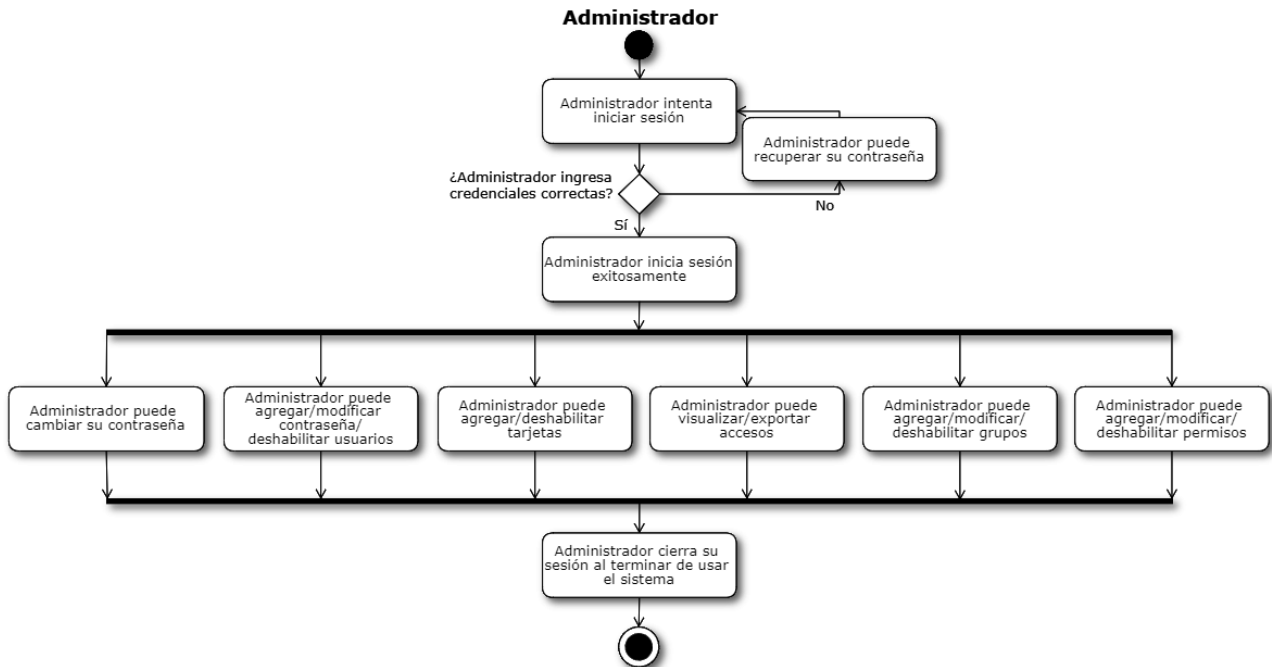 Administrador
Administrador intenta
iniciar sesión
Administrador puede
recuperar su contraseña
¿Administrador ingresa
credenciales correctas?
No
Sí
Administrador inicia sesión
exitosamente
Administrador puede
cambiar su contraseña
Administrador puede
agregar/modificar
contraseña/
deshabilitar usuarios
Administrador puede
agregar/deshabilitar
tarjetas
Administrador puede
visualizar/exportar
accesos
Administrador puede
agregar/modificar/
deshabilitar grupos
Administrador puede
agregar/modificar/
deshabilitar permisos
Administrador cierra su
sesión al terminar de usar
el sistema